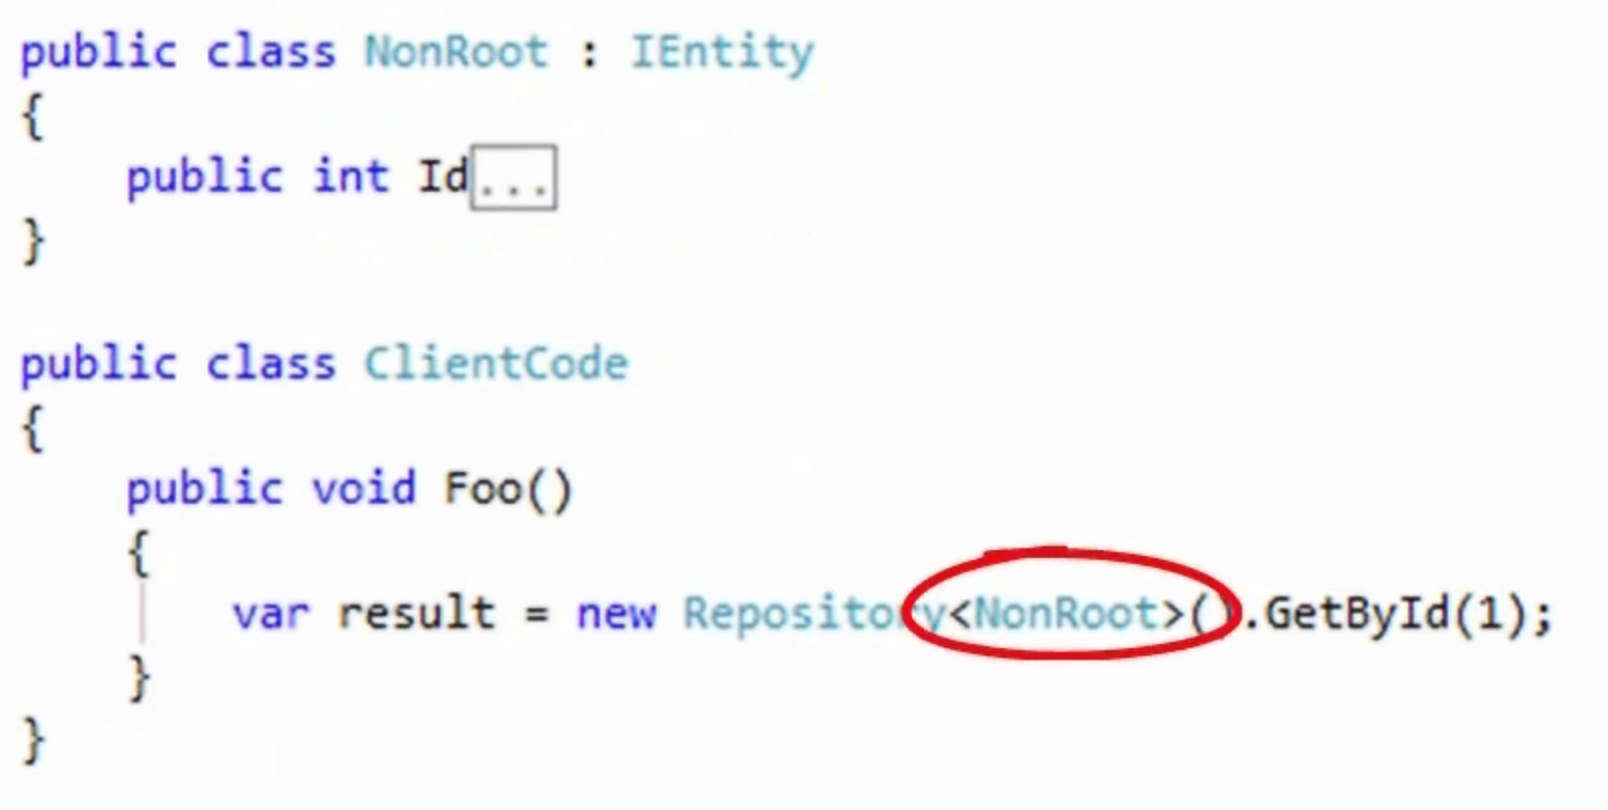 public class NonRoot : IEntity
{
    public int Id...
}
public class ClientCode
{
    public void Foo()
    {
        var result = new Repository<NonRoot>().GetById(1);
    }
}